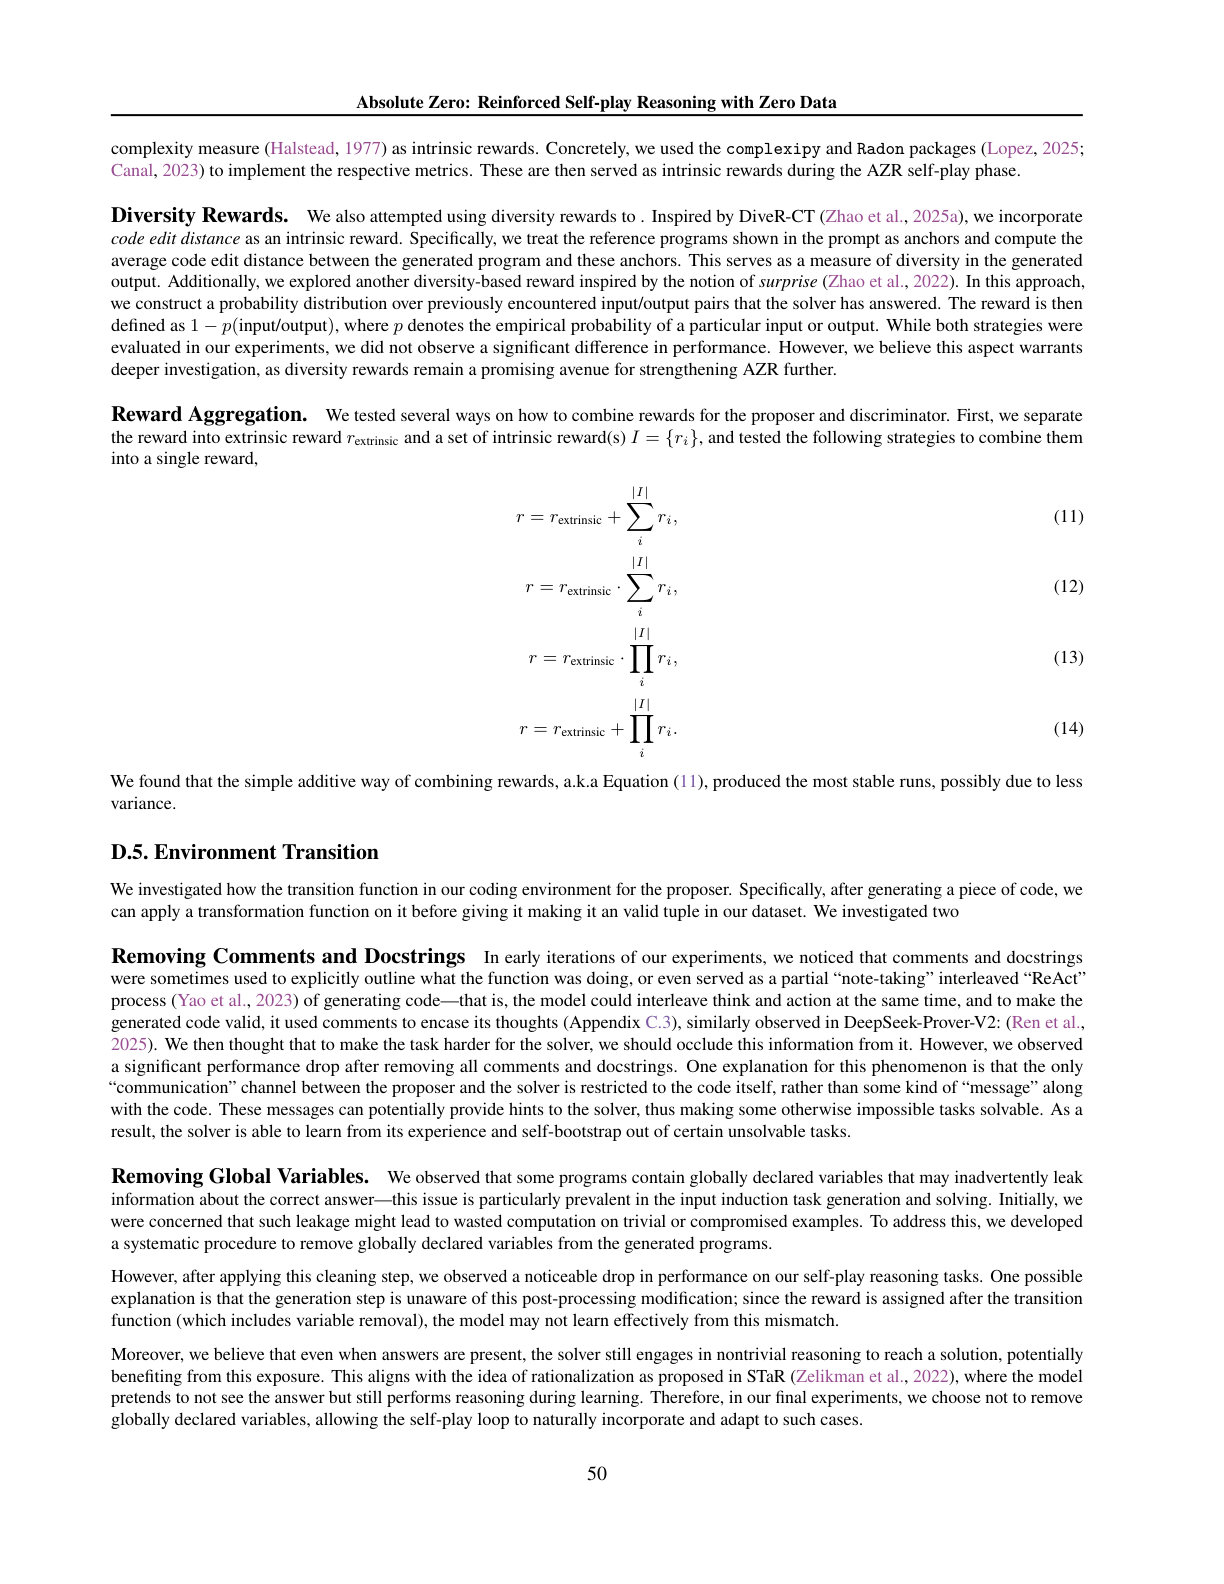 Absolute Zero: Reinforced Self-play Reasoning with Zero Data
complexity measure (Halstead, 1977) as intrinsic rewards. Concretely, we used the complexipy and Radon packages (Lopez, 2025;
Canal, 2023) to implement the respective metrics. These are then served as intrinsic rewards during the AZR self-play phase.
Diversity Rewards. We also attempted using diversity rewards to . Inspired by DiveR-CT (Zhao et al., 2025a), we incorporate
code edit distance as an intrinsic reward. Specifically, we treat the reference programs shown in the prompt as anchors and compute the
average code edit distance between the generated program and these anchors. This serves as a measure of diversity in the generated
output. Additionally, we explored another diversity-based reward inspired by the notion of surprise (Zhao et al., 2022). In this approach,
we construct a probability distribution over previously encountered input/output pairs that the solver has answered. The reward is then
defined as 1 − p(input/output), where p denotes the empirical probability of a particular input or output. While both strategies were
evaluated in our experiments, we did not observe a significant difference in performance. However, we believe this aspect warrants
deeper investigation, as diversity rewards remain a promising avenue for strengthening AZR further.
Reward Aggregation. We tested several ways on how to combine rewards for the proposer and discriminator. First, we separate
the reward into extrinsic reward r_extrinsic and a set of intrinsic reward(s) I = {r_i}, and tested the following strategies to combine them
into a single reward,
r = r_extrinsic + ∑_i^{|I|} r_i, (11)
r = r_extrinsic · ∑_i^{|I|} r_i, (12)
r = r_extrinsic · ∏_i^{|I|} r_i, (13)
r = r_extrinsic + ∏_i^{|I|} r_i. (14)
We found that the simple additive way of combining rewards, a.k.a Equation (11), produced the most stable runs, possibly due to less
variance.
D.5. Environment Transition
We investigated how the transition function in our coding environment for the proposer. Specifically, after generating a piece of code, we
can apply a transformation function on it before giving it making it an valid tuple in our dataset. We investigated two
Removing Comments and Docstrings In early iterations of our experiments, we noticed that comments and docstrings
were sometimes used to explicitly outline what the function was doing, or even served as a partial “note-taking” interleaved “ReAct”
process (Yao et al., 2023) of generating code—that is, the model could interleave think and action at the same time, and to make the
generated code valid, it used comments to encase its thoughts (Appendix C.3), similarly observed in DeepSeek-Prover-V2: (Ren et al.,
2025). We then thought that to make the task harder for the solver, we should occlude this information from it. However, we observed
a significant performance drop after removing all comments and docstrings. One explanation for this phenomenon is that the only
“communication” channel between the proposer and the solver is restricted to the code itself, rather than some kind of “message” along
with the code. These messages can potentially provide hints to the solver, thus making some otherwise impossible tasks solvable. As a
result, the solver is able to learn from its experience and self-bootstrap out of certain unsolvable tasks.
Removing Global Variables. We observed that some programs contain globally declared variables that may inadvertently leak
information about the correct answer—this issue is particularly prevalent in the input induction task generation and solving. Initially, we
were concerned that such leakage might lead to wasted computation on trivial or compromised examples. To address this, we developed
a systematic procedure to remove globally declared variables from the generated programs.
However, after applying this cleaning step, we observed a noticeable drop in performance on our self-play reasoning tasks. One possible
explanation is that the generation step is unaware of this post-processing modification; since the reward is assigned after the transition
function (which includes variable removal), the model may not learn effectively from this mismatch.
Moreover, we believe that even when answers are present, the solver still engages in nontrivial reasoning to reach a solution, potentially
benefiting from this exposure. This aligns with the idea of rationalization as proposed in STaR (Zelikman et al., 2022), where the model
pretends to not see the answer but still performs reasoning during learning. Therefore, in our final experiments, we choose not to remove
globally declared variables, allowing the self-play loop to naturally incorporate and adapt to such cases.
50